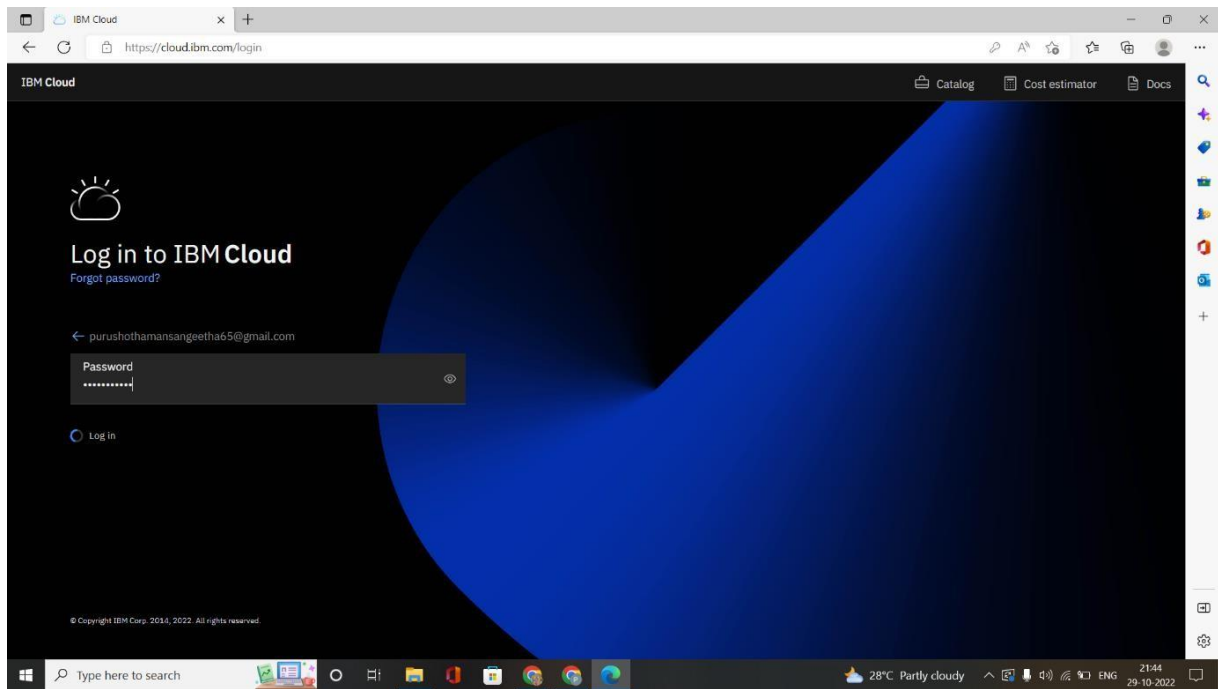 IBM Cloud
https://cloud.ibm.com/login
IBM Cloud
Catalog
Cost estimator
Docs
Log in to IBM Cloud
Forgot password?
← purushothamansangeetha65@gmail.com
Password
•••••••••••
Log in
© Copyright IBM Corp. 2014, 2022. All rights reserved.
Type here to search
28°C Partly cloudy
ENG
21:44
29-10-2022